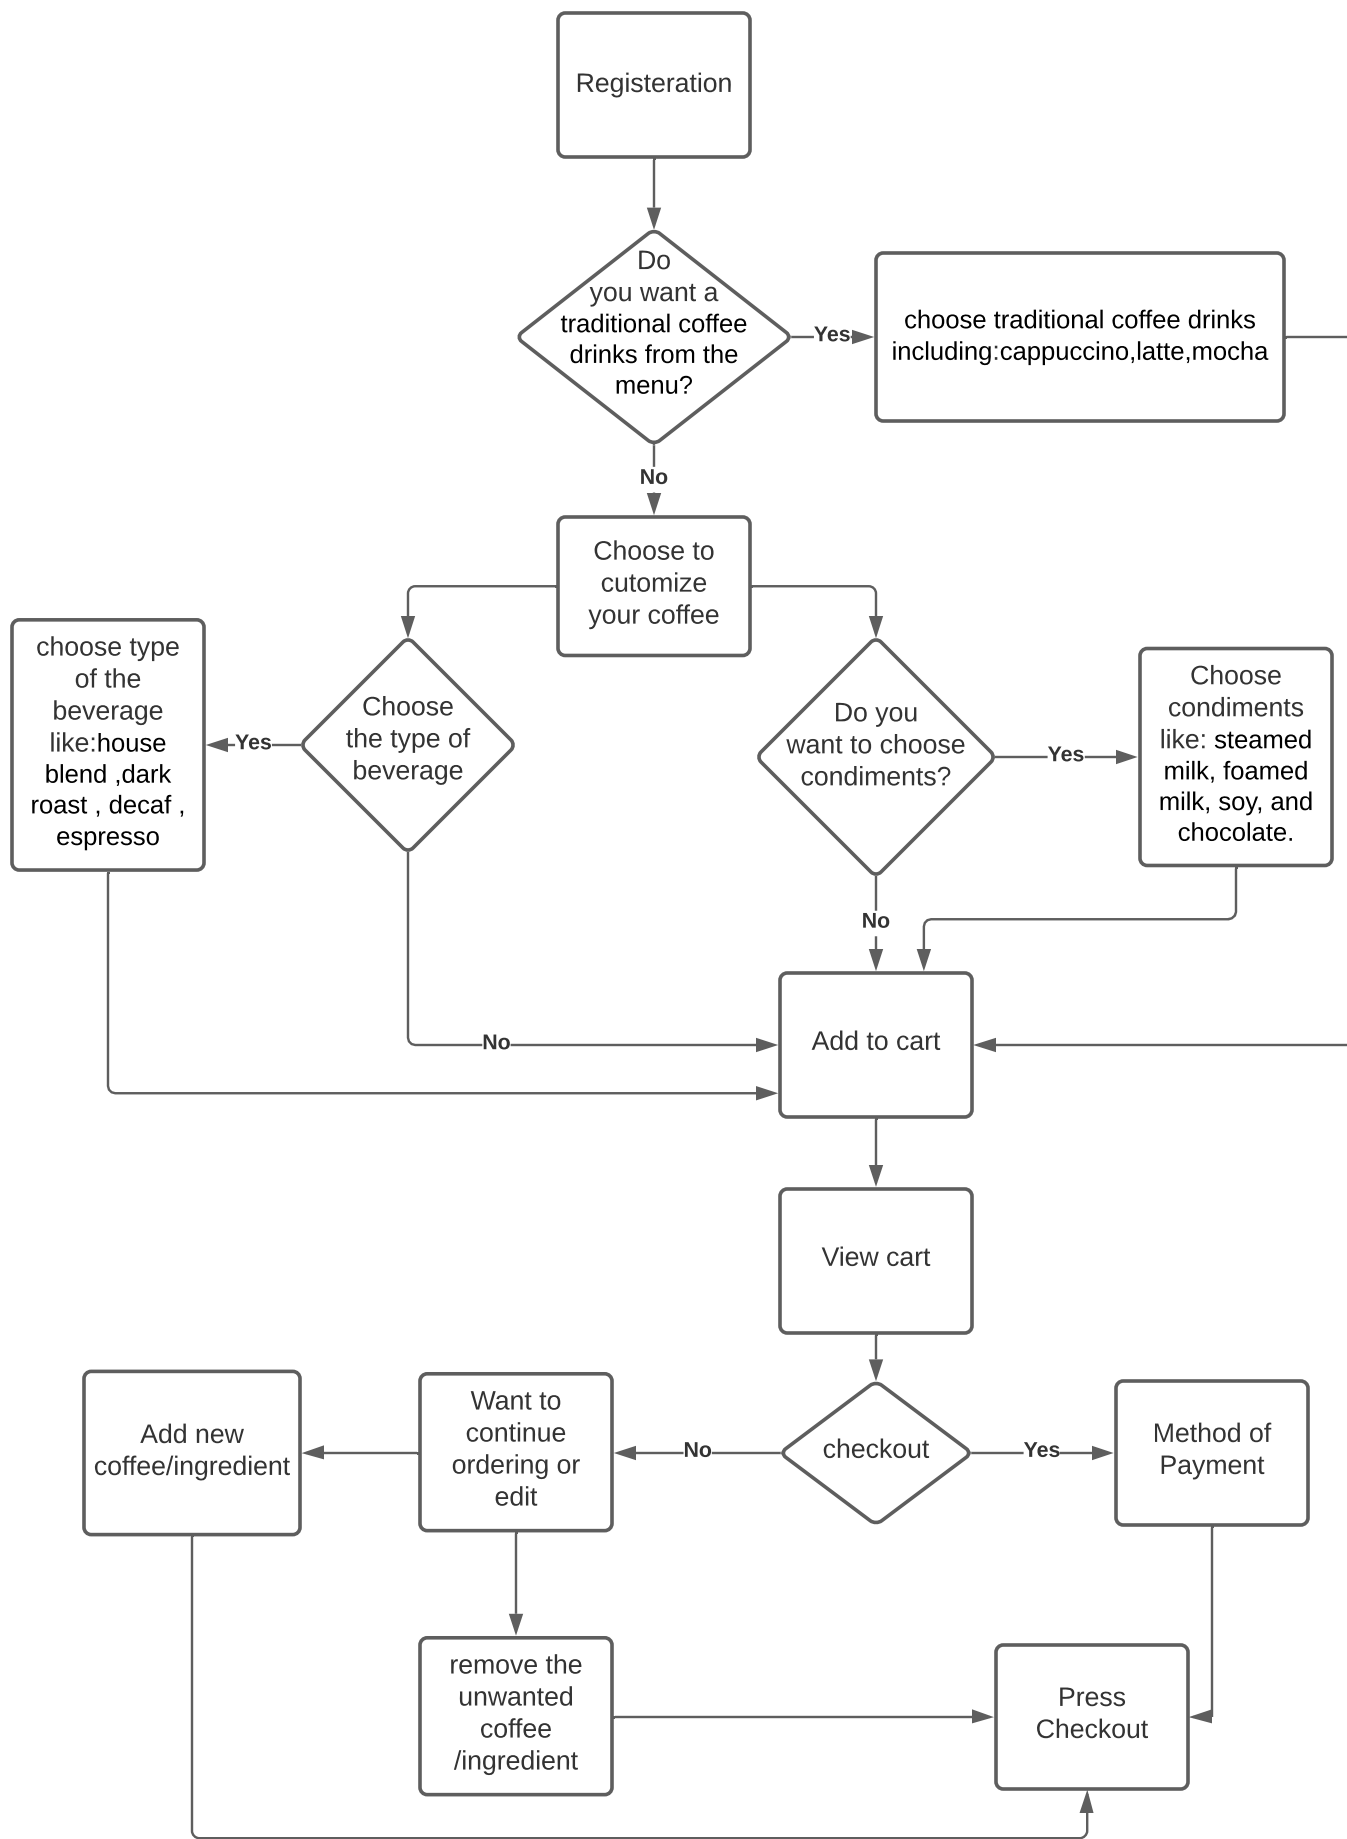 Registeration
Do
you want a
traditional coffee
drinks from the
menu?
Yes
choose traditional coffee drinks
including:cappuccino,latte,mocha
No
Choose to
cutomize
your coffee
choose type
of the
beverage
like:house
blend ,dark
roast , decaf ,
espresso
Yes
Choose
the type of
beverage
Do you
want to choose
condiments?
Yes
Choose
condiments
like: steamed
milk, foamed
milk, soy, and
chocolate.
No
No
Add to cart
View cart
Add new
coffee/ingredient
Want to
continue
ordering or
edit
No
checkout
Yes
Method of
Payment
remove the
unwanted
coffee
/ingredient
Press
Checkout